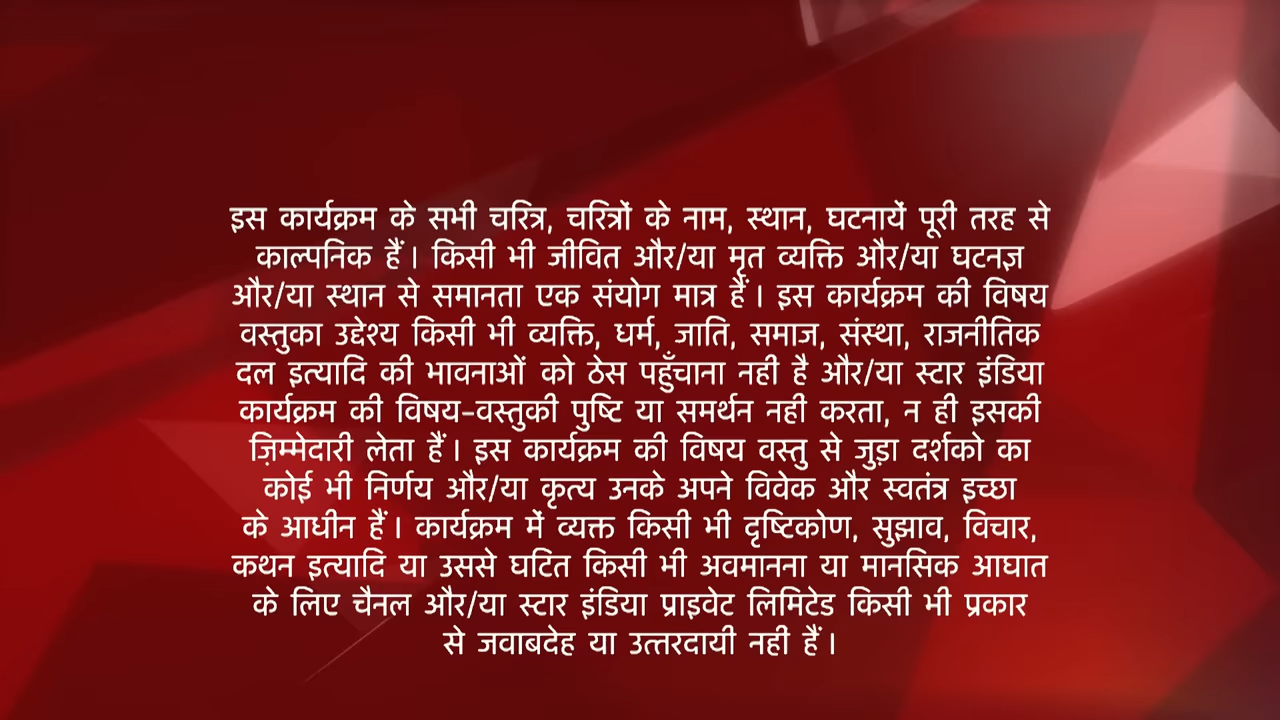 इस कार्यक्रम के सभी चरित्र, चरित्रों के नाम, स्थान, घटनायें पूरी तरह से
काल्पनिक हैं। किसी भी जीवित और/या मृत व्यक्ति और/या घटनज्ञ
और/या स्थान से समानता एक संयोग मात्र हैं। इस कार्यक्रम की विषय
वस्तुका उद्देश्य किसी भी व्यक्ति, धर्म, जाति, समाज, संस्था, राजनीतिक
दल इत्यादि की भावनाओं को ठेस पहुँचाना नही है और/या स्टार इंडिया
कार्यक्रम की विषय-वस्तुकी पुष्टि या समर्थन नही करता, न ही इसकी
ज़िम्मेदारी लेता हैं। इस कार्यक्रम की विषय वस्तु से जुड़ा दर्शको का
कोई भी निर्णय और/या कृत्य उनके अपने विवेक और स्वतंत्र इच्छा
के आधीन हैं। कार्यक्रम में व्यक्त किसी भी दृष्टिकोण, सुझाव, विचार,
कथन इत्यादि या उससे घटित किसी भी अवमानना या मानसिक आघात
के लिए चैनल और/या स्टार इंडिया प्राइवेट लिमिटेड किसी भी प्रकार
से जवाबदेह या उत्तरदायी नही हैं।